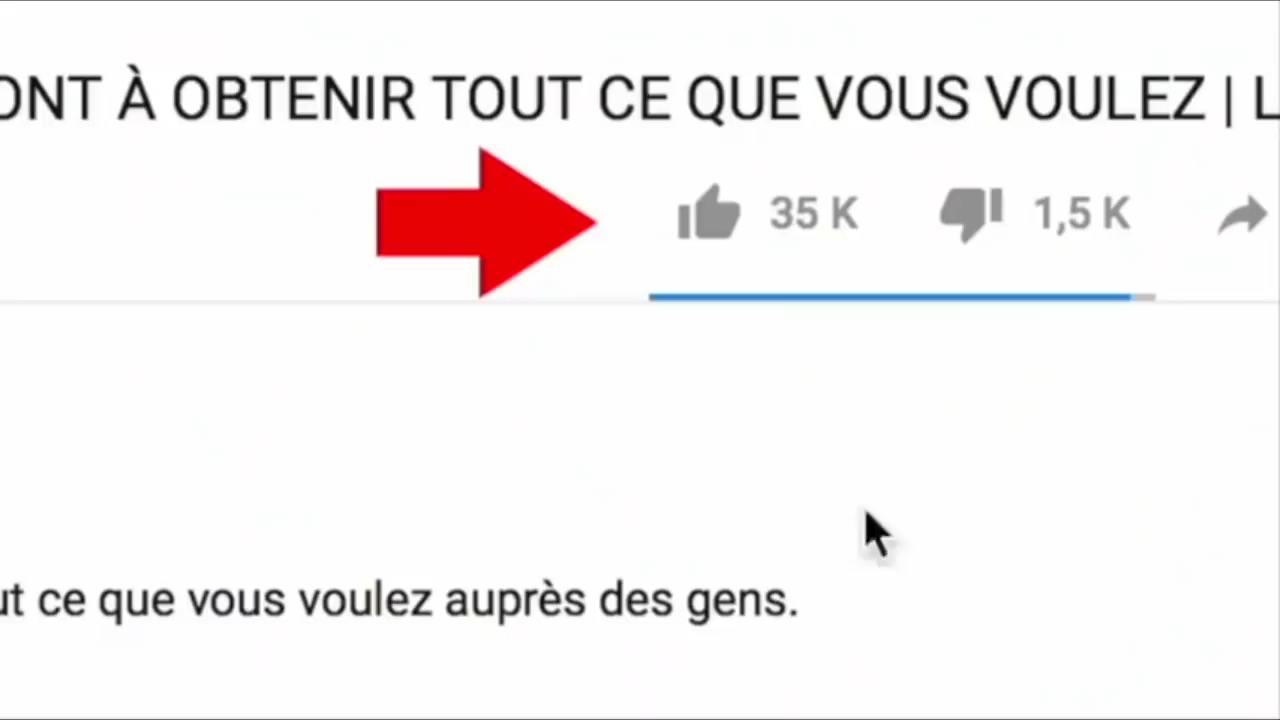 ONT À OBTENIR TOUT CE QUE VOUS VOULEZ | L
35 K 1,5 K
ut ce que vous voulez auprès des gens.